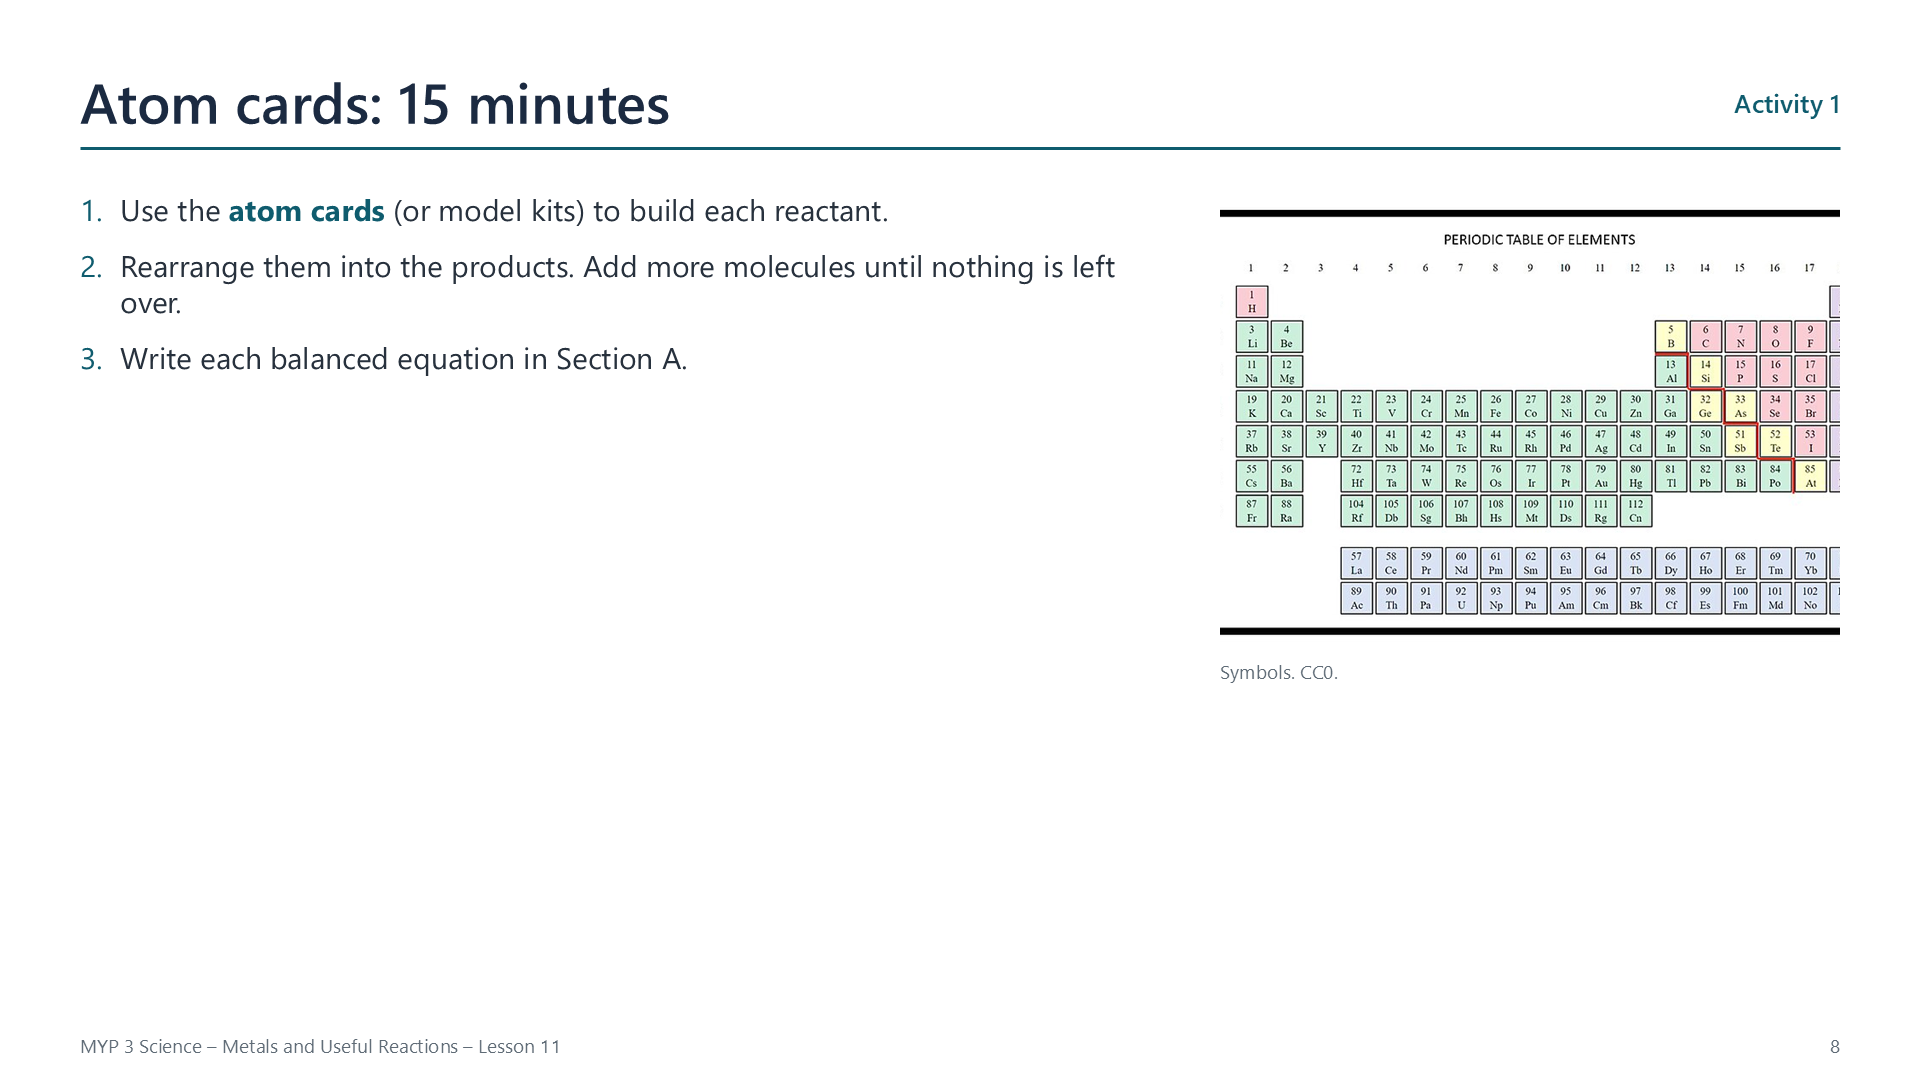 Atom cards: 15 minutes
Activity 1
1. Use the atom cards (or model kits) to build each reactant.
2. Rearrange them into the products. Add more molecules until nothing is left
over.
3. Write each balanced equation in Section A.
PERIODIC TABLE OF ELEMENTS
1 2 3 4 5 6 7 8 9 10 11 12 13 14 15 16 17
1
H
3 4 5 6 7 8 9
Li Be B C N O F
11 12 13 14 15 16 17
Na Mg Al Si P S Cl
19 20 21 22 23 24 25 26 27 28 29 30 31 32 33 34 35
K Ca Sc Ti V Cr Mn Fe Co Ni Cu Zn Ga Ge As Se Br
37 38 39 40 41 42 43 44 45 46 47 48 49 50 51 52 53
Rb Sr Y Zr Nb Mo Tc Ru Rh Pd Ag Cd In Sn Sb Te I
55 56 72 73 74 75 76 77 78 79 80 81 82 83 84 85
Cs Ba Hf Ta W Re Os Ir Pt Au Hg Tl Pb Bi Po At
87 88 104 105 106 107 108 109 110 111 112
Fr Ra Rf Db Sg Bh Hs Mt Ds Rg Cn
57 58 59 60 61 62 63 64 65 66 67 68 69 70
La Ce Pr Nd Pm Sm Eu Gd Tb Dy Ho Er Tm Yb
89 90 91 92 93 94 95 96 97 98 99 100 101 102
Ac Th Pa U Np Pu Am Cm Bk Cf Es Fm Md No
Symbols. CC0.
MYP 3 Science – Metals and Useful Reactions – Lesson 11
8